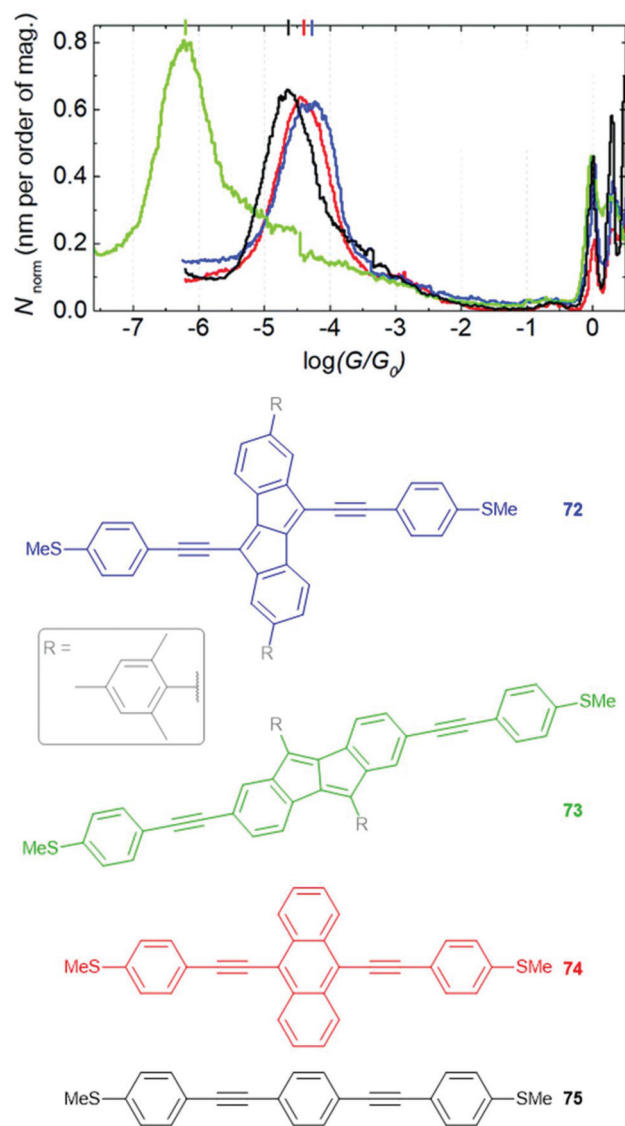 0.8
0.6
0.4
0.2
0.0
N norm (nm per order of mag.)
-7 -6 -5 -4 -3 -2 -1 0
log(G/G0)
R
SMe
72
MeS
R
R =
SMe
R
R
73
MeS
MeS
SMe 74
MeS
SMe 75